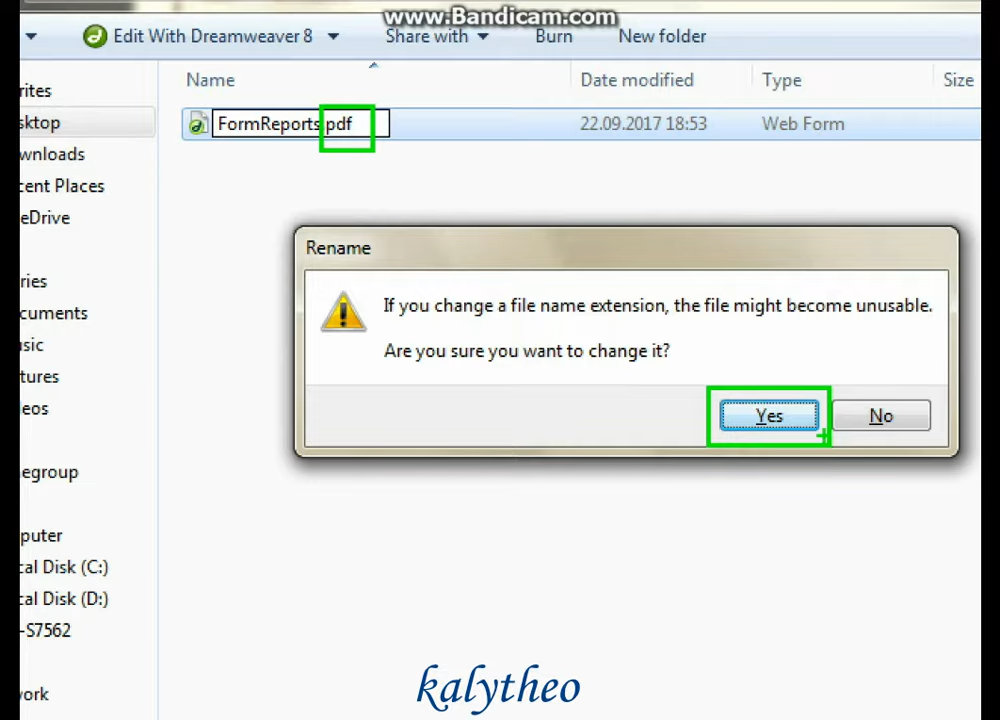 www.Bandicam.com
Edit With Dreamweaver 8 Share with Burn New folder
Name Date modified Type Size
FormReports.pdf 22.09.2017 18:53 Web Form
rites
sktop
wnloads
cent Places
eDrive
ries
cuments
sic
tures
eos
egroup
puter
cal Disk (C:)
cal Disk (D:)
-S7562
ork
Rename
If you change a file name extension, the file might become unusable.
Are you sure you want to change it?
Yes No
kalytheo